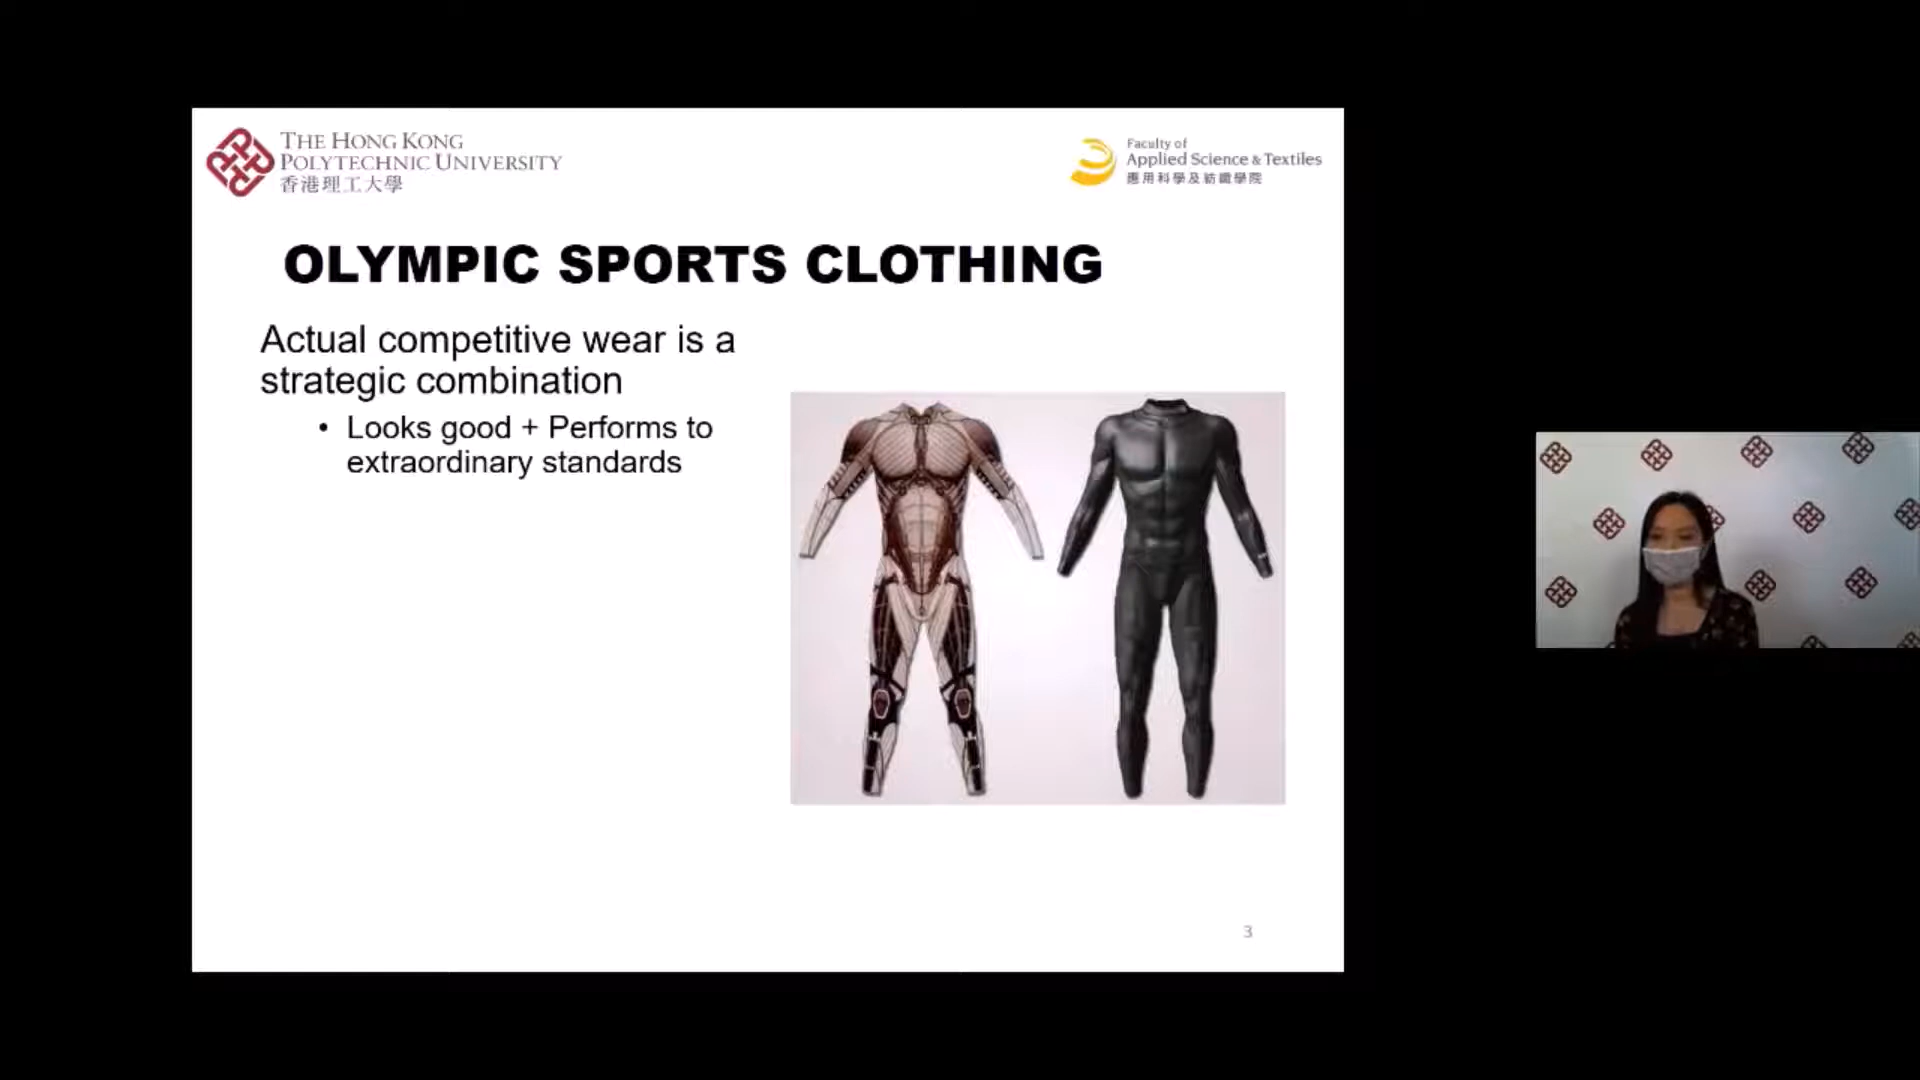 THE HONG KONG
POLYTECHNIC UNIVERSITY
香港理工大學
Faculty of
Applied Science & Textiles
應用科學及紡織學院
OLYMPIC SPORTS CLOTHING
Actual competitive wear is a
strategic combination
• Looks good + Performs to
extraordinary standards
3